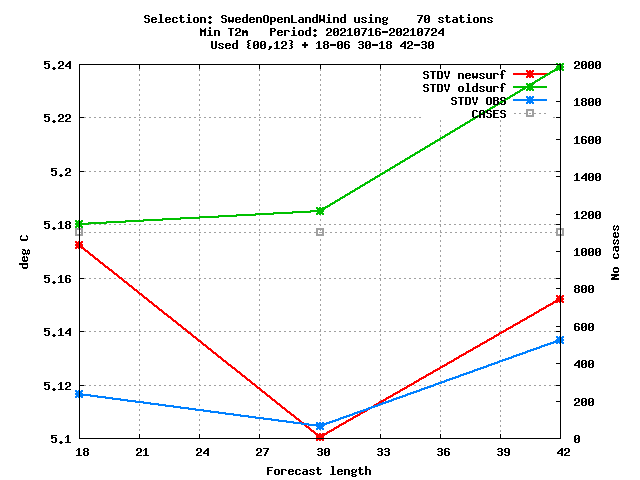 Selection: SwedenOpenLandWind using    70 stations
Min T2m   Period: 20210716-20210724
Used {00,12} + 18-06 30-18 42-30
STDV newsurf
STDV oldsurf
STDV OBS
CASES
5.24
5.22
5.2
5.18
5.16
5.14
5.12
5.1
deg C
2000
1800
1600
1400
1200
1000
800
600
400
200
0
No cases
18 21 24 27 30 33 36 39 42
Forecast length